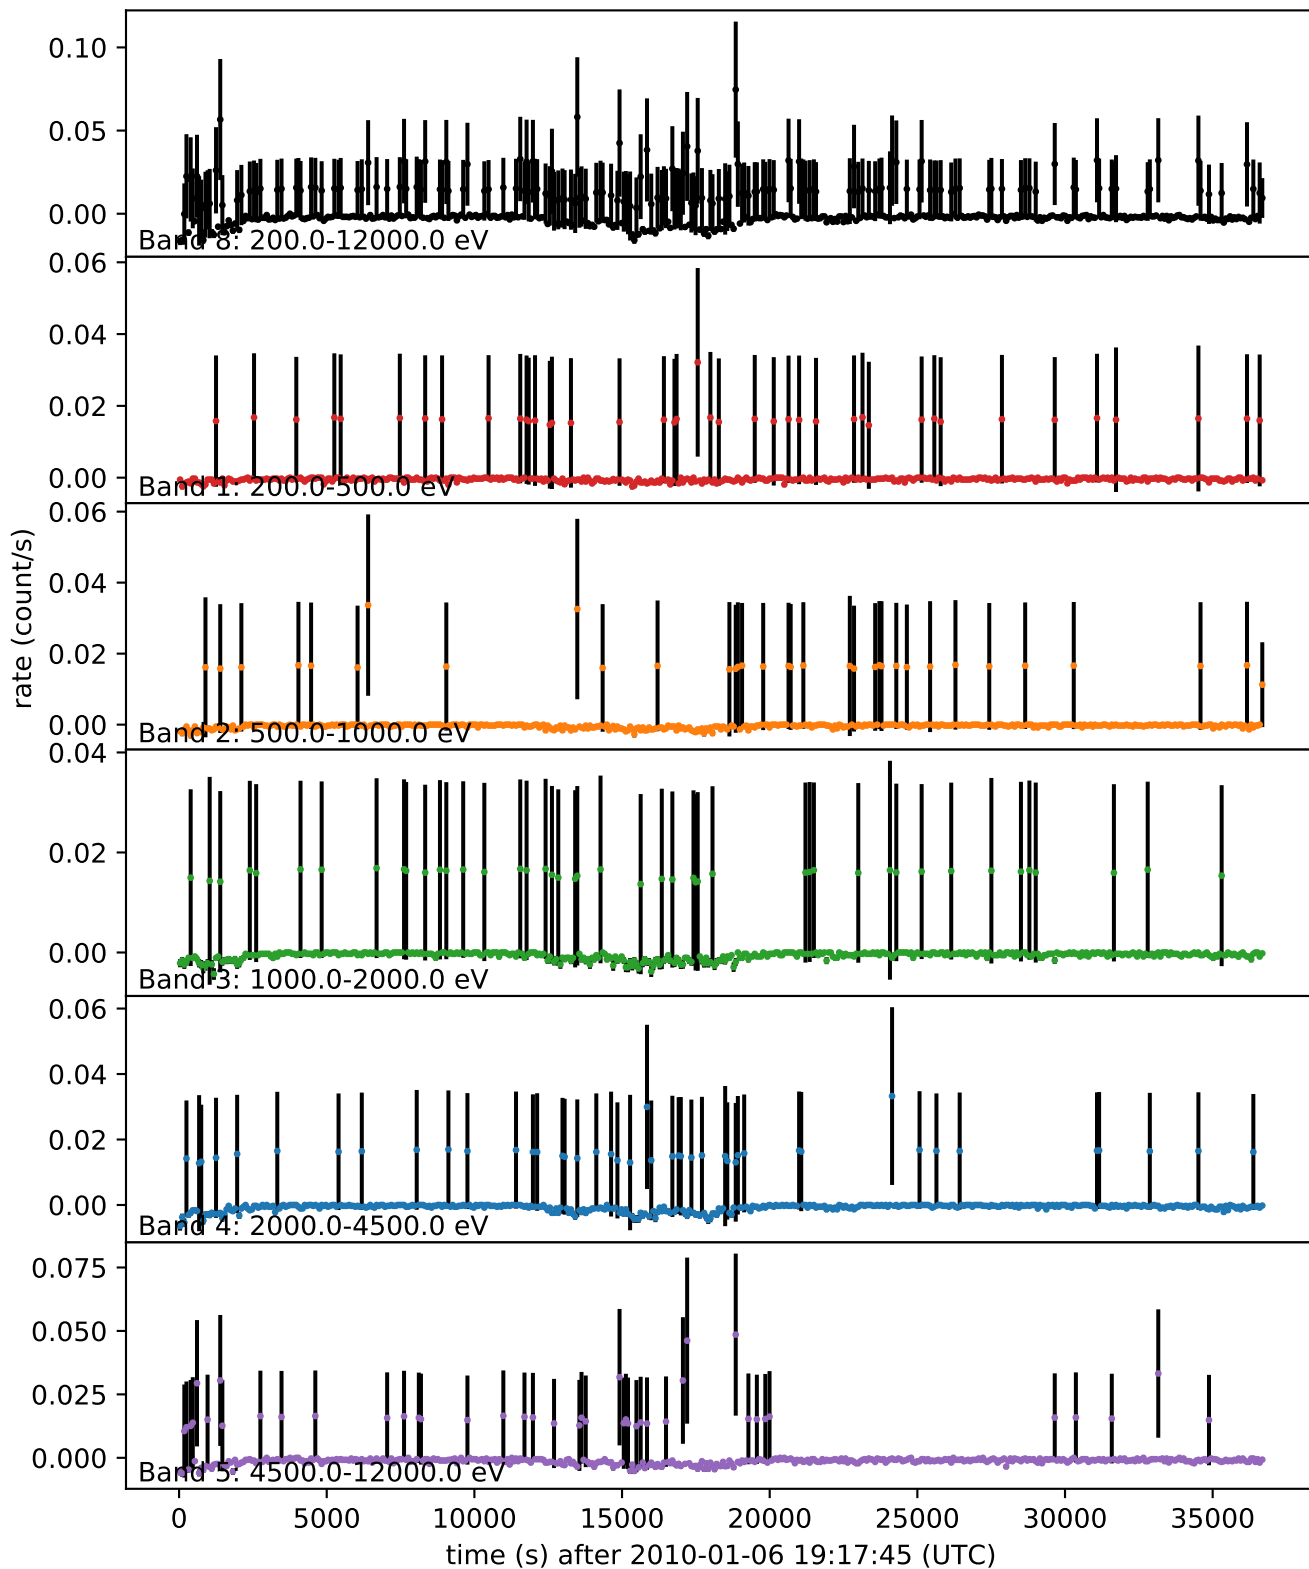 0.10
0.05
0.00
Band 8: 200.0-12000.0 eV
0.06
0.04
0.02
0.00
Band 1: 200.0-500.0 eV
0.06
0.04
0.02
0.00
Band 2: 500.0-1000.0 eV
rate (count/s)
0.04
0.02
0.00
Band 3: 1000.0-2000.0 eV
0.06
0.04
0.02
0.00
Band 4: 2000.0-4500.0 eV
0.075
0.050
0.025
0.000
Band 5: 4500.0-12000.0 eV
0 5000 10000 15000 20000 25000 30000 35000
time (s) after 2010-01-06 19:17:45 (UTC)